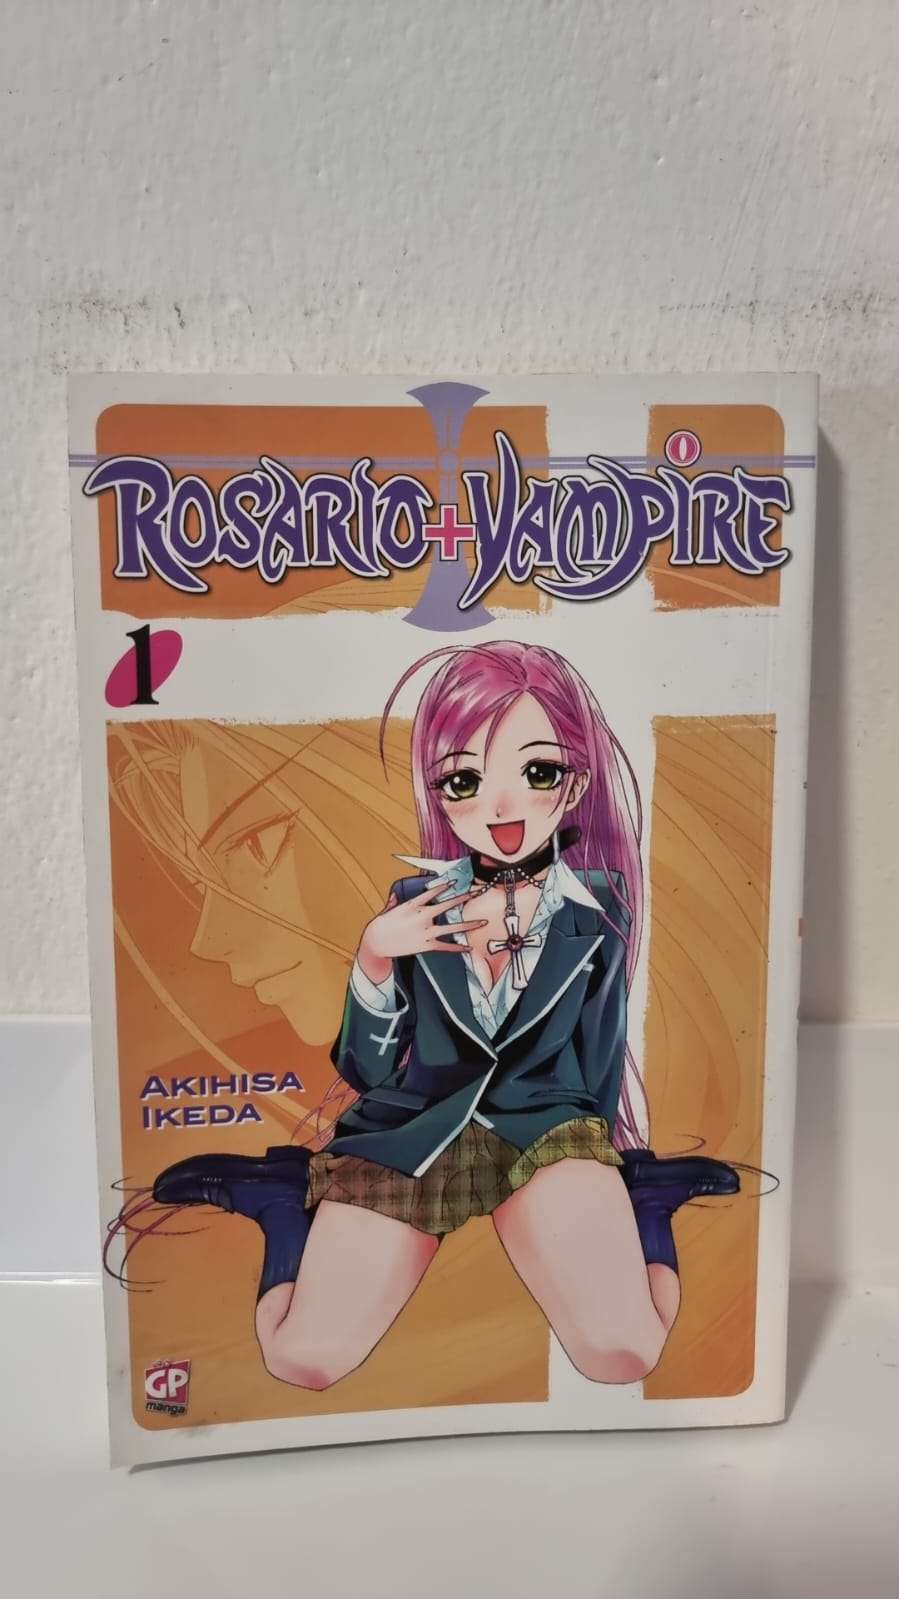 ROSARIO+VAMPIRE
1
AKIHISA
IKEDA
GP
manga